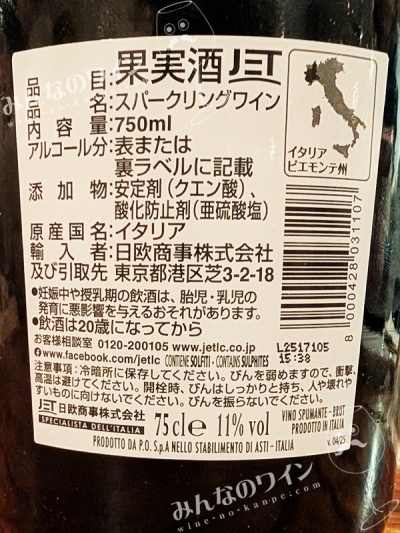 品目:果実酒 JET
品名:スパークリングワイン
内容量:750ml
アルコール分:表または
裏ラベルに記載
添加物:安定剤(クエン酸)、
酸化防止剤(亜硫酸塩)
原産国名:イタリア
輸入者:日欧商事株式会社
及び引取先 東京都港区芝3-2-18
イタリア
ピエモンテ州
8 000428 031107
●妊娠中や授乳期の飲酒は、胎児・乳児の
発育に悪影響を与えるおそれがあります。
●飲酒は20歳になってから
お客様相談室 0120-200105 www.jetlc.com
www.facebook.com/jetlc CONTIENE SOLFITI - CONTAINS SULPHITES
L2517105
15:38
注意事項:冷暗所に保存してください。びんを弱めますので、衝撃、
高温は避けてください。開栓時、びんはしっかりと持ち、人や壊れや
すいものに向けないでください。びんを振らないでください。
JET 日欧商事株式会社
SPECIALISTA DELL'ITALIA
75cl e 11% vol
VINO SPUMANTE - BRUT
PRODOTTO IN ITALIA
PRODOTTO DA P.O. S.p.A NELLO STABILIMENTO DI ASTI - ITALIA
v. 04/25
みんなのワイン
wine-no-kanpe.com